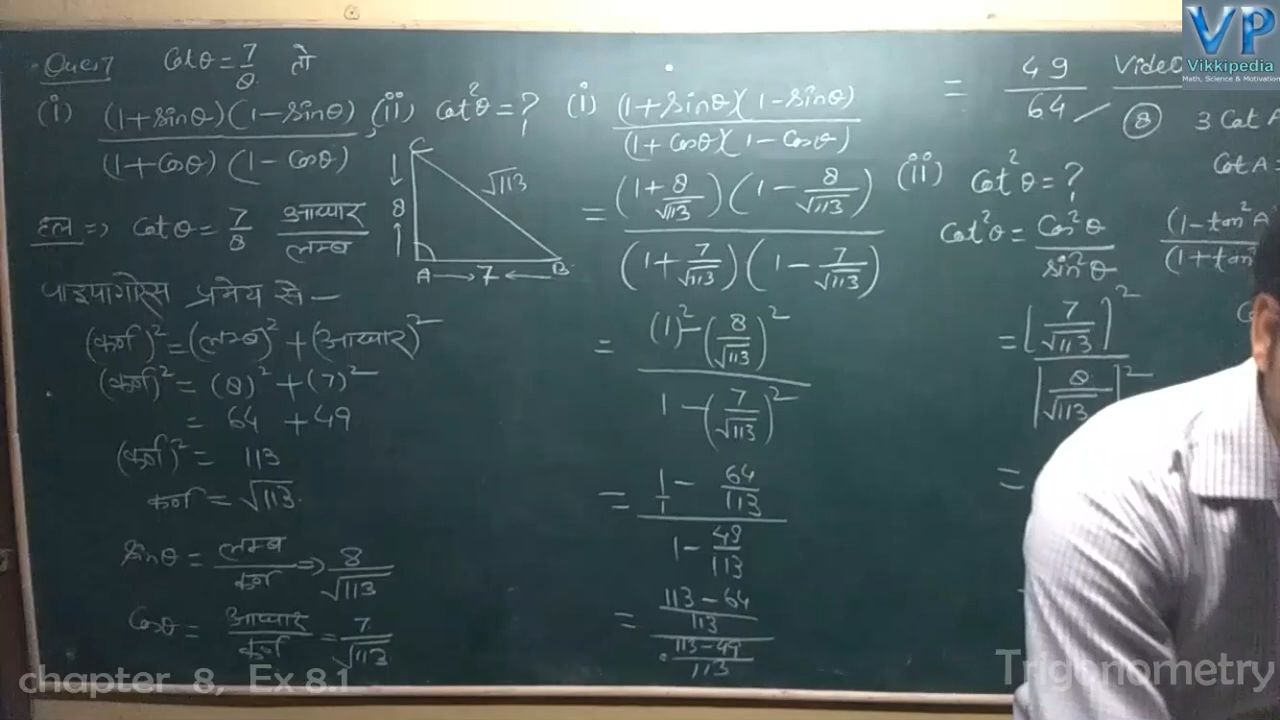 Ques7 Cotθ = 7/8 तो
(i) (1+sinθ)(1-sinθ) / (1+cosθ)(1-cosθ) , (ii) cot²θ = ?
हल => Cotθ = 7/8 आधार/लम्ब
C
√113
8
A → 7 ← B
पाइथागोरस प्रमेय से –
(कर्ण)² = (लम्ब)² + (आधार)²
(कर्ण)² = (8)² + (7)²
= 64 + 49
(कर्ण)² = 113
कर्ण = √113.
sinθ = लम्ब/कर्ण => 8/√113
Cosθ = आधार/कर्ण = 7/√113
(i) (1+sinθ)(1-sinθ) / (1+cosθ)(1-cosθ)
= (1+8/√113)(1-8/√113) / (1+7/√113)(1-7/√113)
= (1)²-(8/√113)² / 1-(7/√113)²
= 1/1 - 64/113 / 1 - 49/113
= 113-64/113 / 113-49/113
= 49/64
(ii) Cot²θ = ?
Cot²θ = Cos²θ/sin²θ
= [7/√113]² / [8/√113]²
=
Video
(8) 3 Cot A
Cot A =
(1-tan²A
(1+tan²
VP
Vikkipedia
Math, Science & Motivation
chapter 8, Ex 8.1
Trigonometry